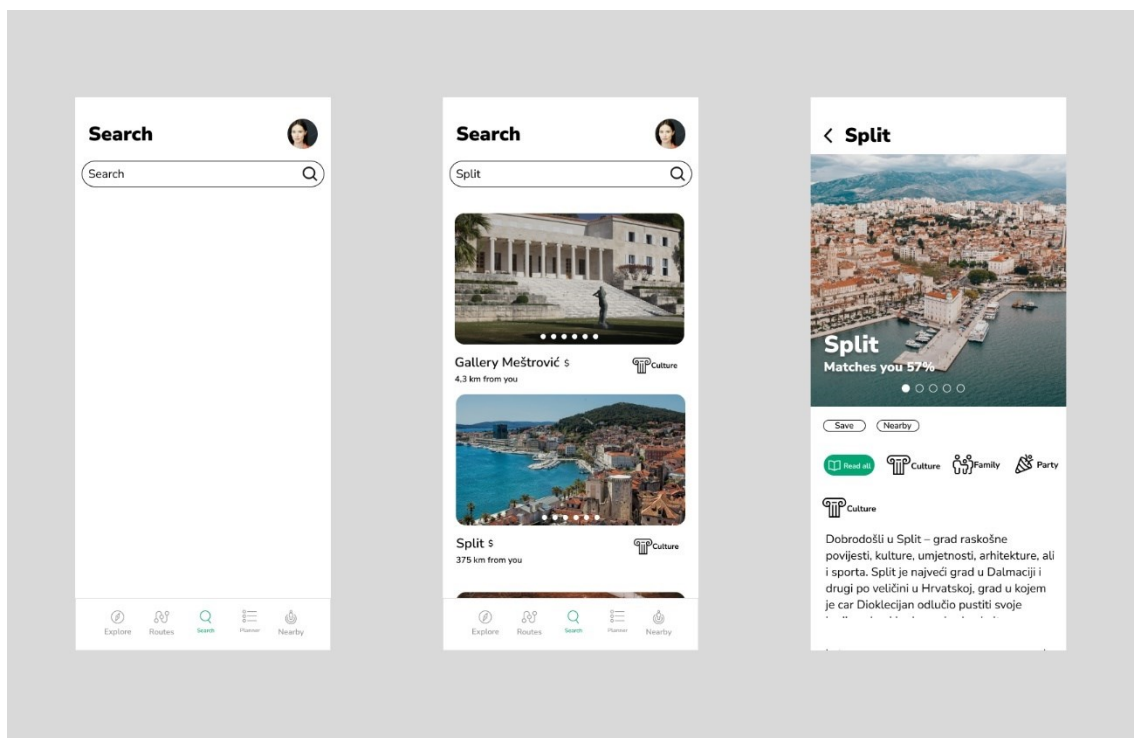 Search
Search
Explore Routes Search Planner Nearby
Search
Split
Gallery Meštrović $
Culture
4,3 km from you
Split $
Culture
375 km from you
Explore Routes Search Planner Nearby
< Split
Split
Matches you 57%
Save Nearby
Read all Culture Family Party
Culture
Dobrodošli u Split – grad raskošne
povijesti, kulture, umjetnosti, arhitekture, ali
i sporta. Split je najveći grad u Dalmaciji i
drugi po veličini u Hrvatskoj, grad u kojem
je car Dioklecijan odlučio pustiti svoje